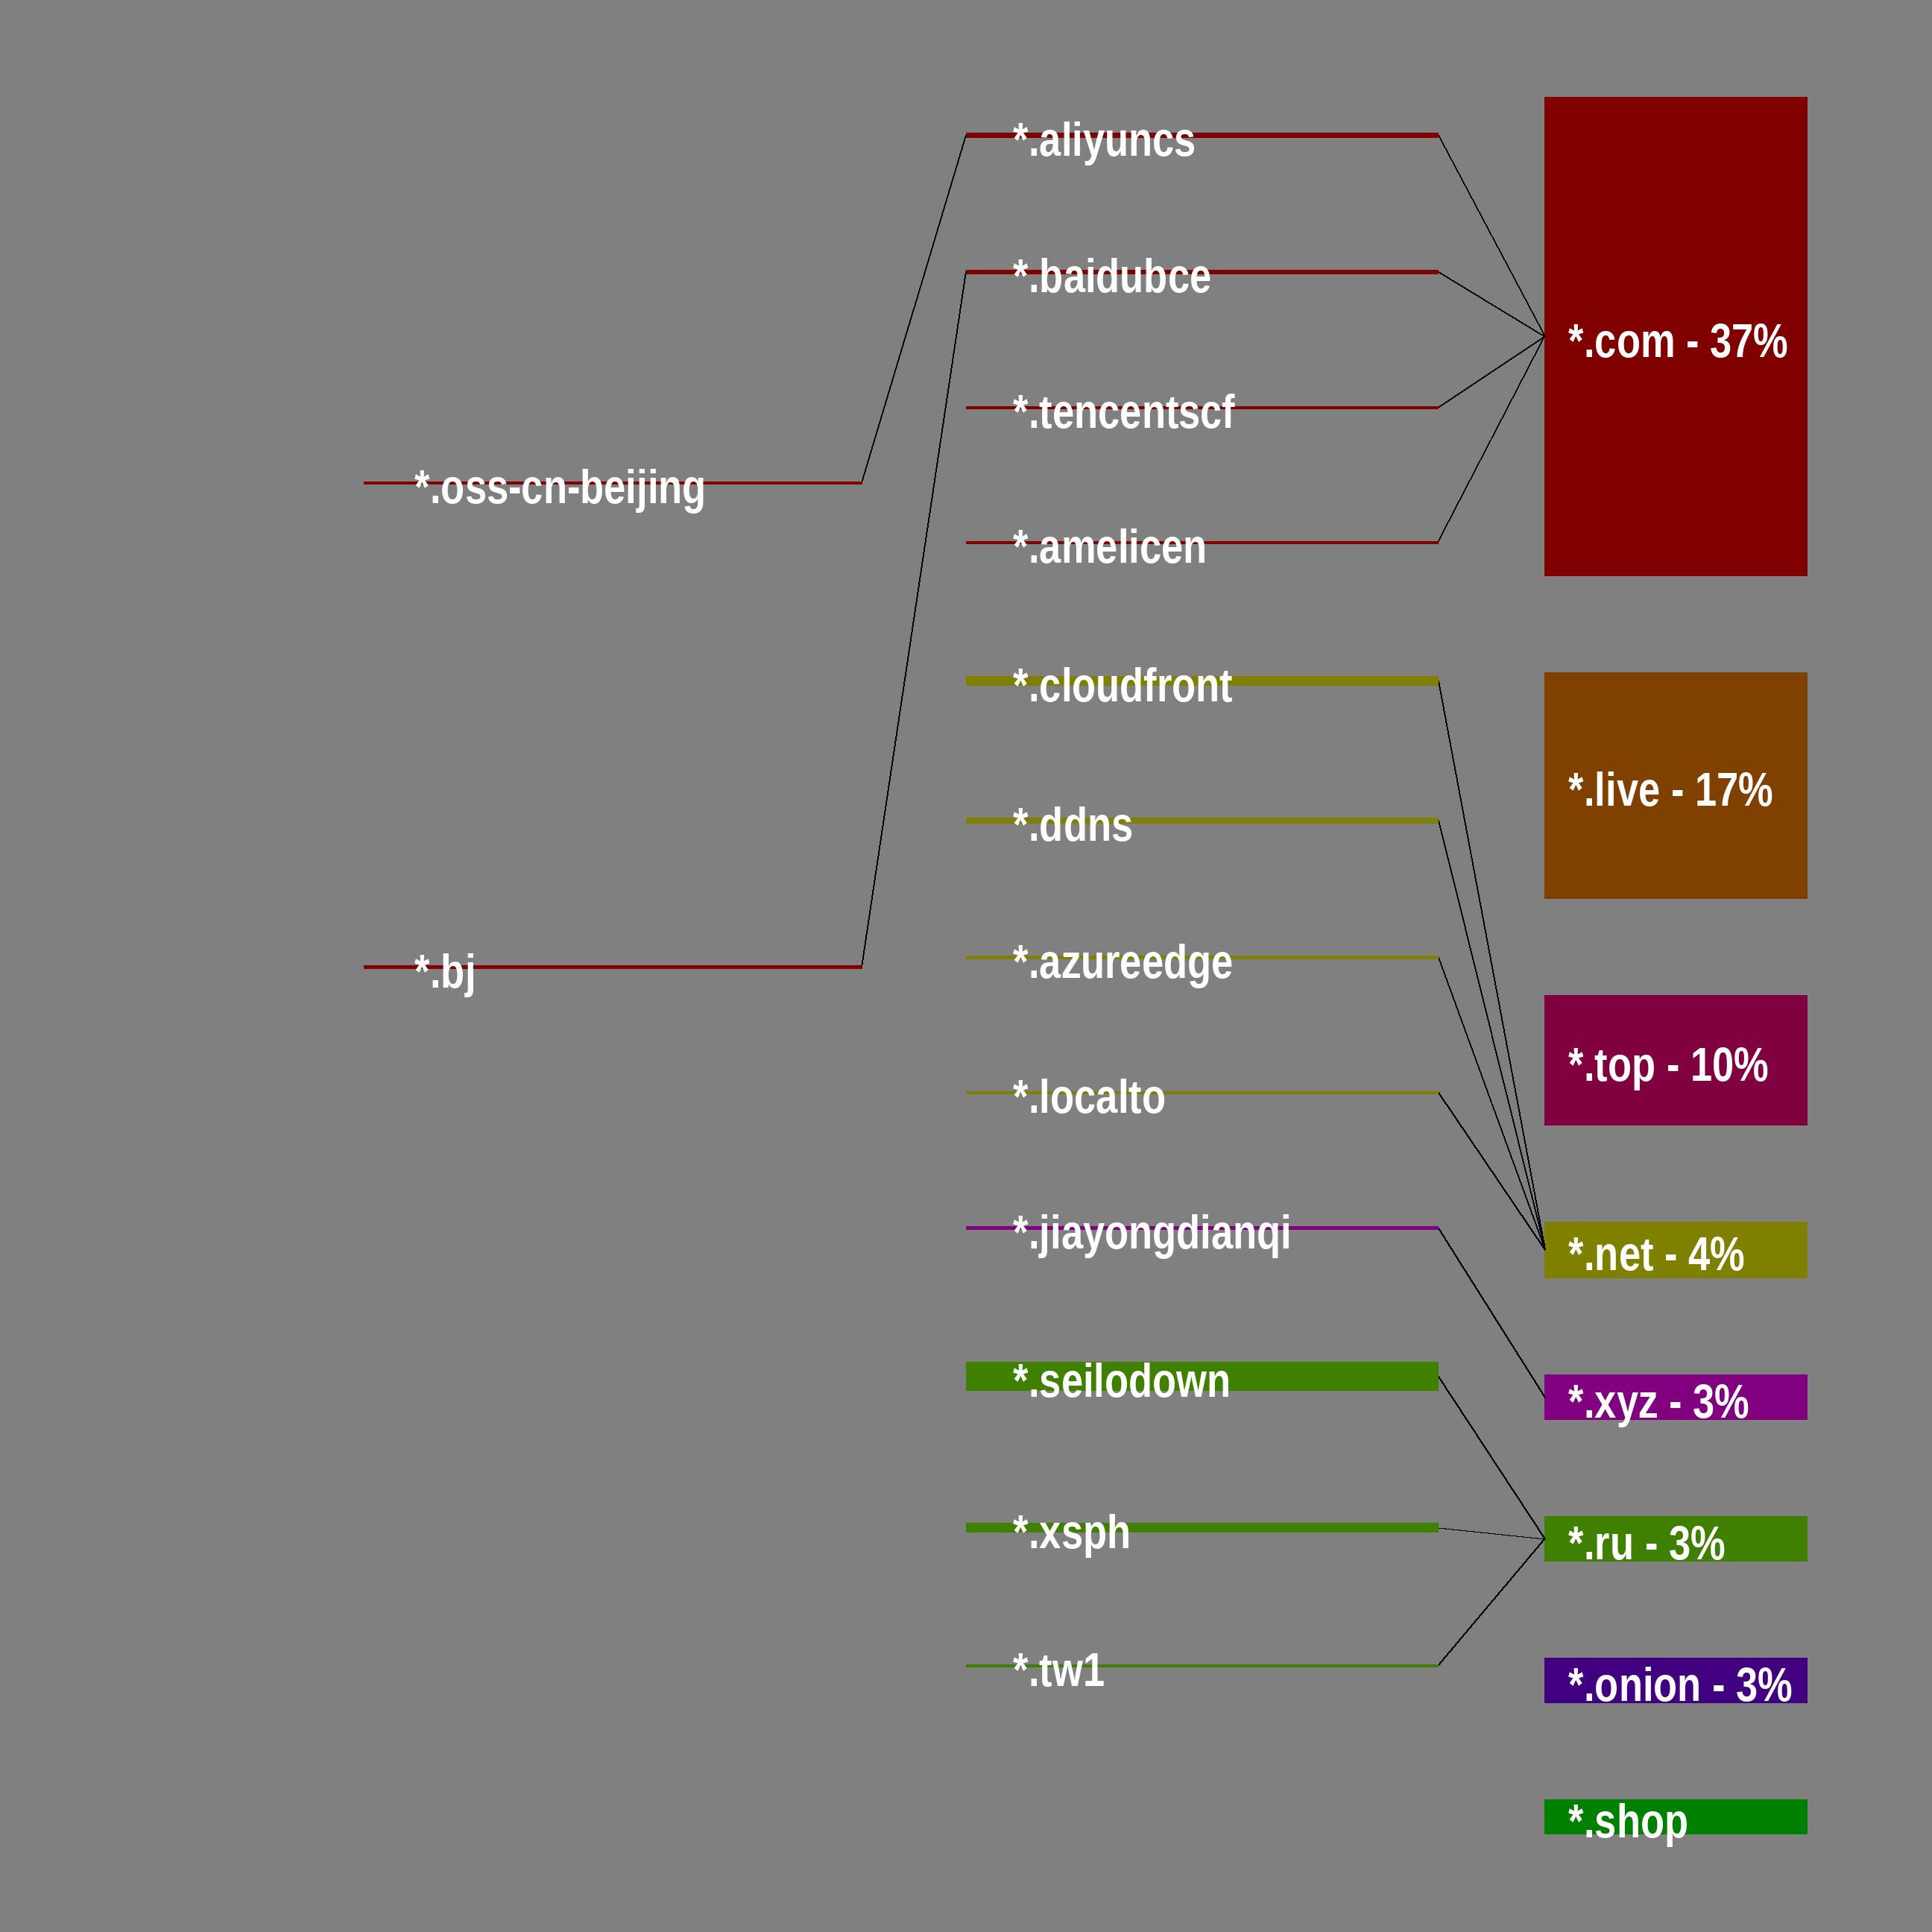 *.oss-cn-beijing
*.bj
*.aliyuncs
*.baidubce
*.tencentscf
*.amelicen
*.cloudfront
*.ddns
*.azureedge
*.localto
*.jiayongdianqi
*.seilodown
*.xsph
*.tw1
*.com - 37%
*.live - 17%
*.top - 10%
*.net - 4%
*.xyz - 3%
*.ru - 3%
*.onion - 3%
*.shop